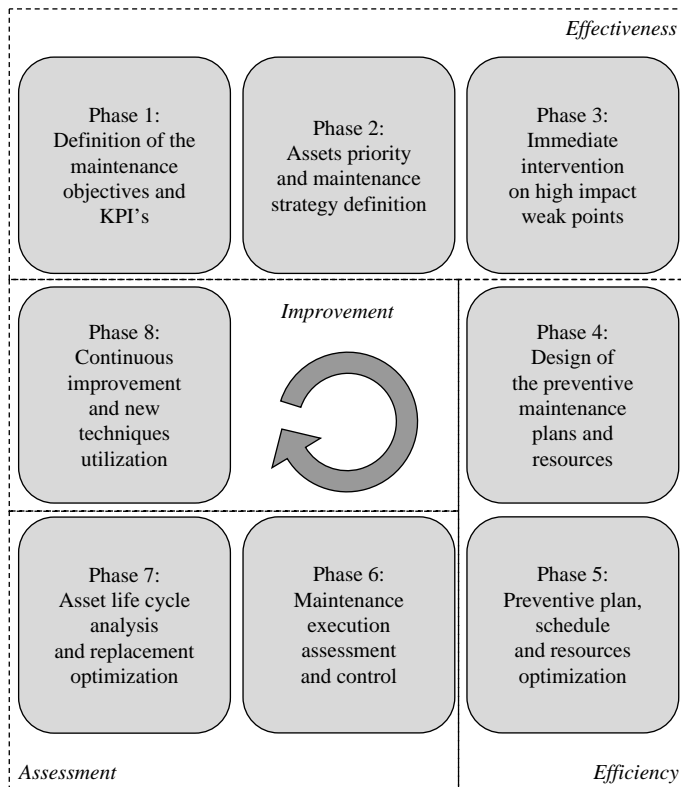 Effectiveness
Phase 1:
Definition of the
maintenance
objectives and
KPI's
Phase 2:
Assets priority
and maintenance
strategy definition
Phase 3:
Immediate
intervention
on high impact
weak points
Phase 8:
Continuous
improvement
and new
techniques
utilization
Improvement
Phase 4:
Design of
the preventive
maintenance
plans and
resources
Phase 7:
Asset life cycle
analysis
and replacement
optimization
Phase 6:
Maintenance
execution
assessment
and control
Phase 5:
Preventive plan,
schedule
and resources
optimization
Assessment
Efficiency